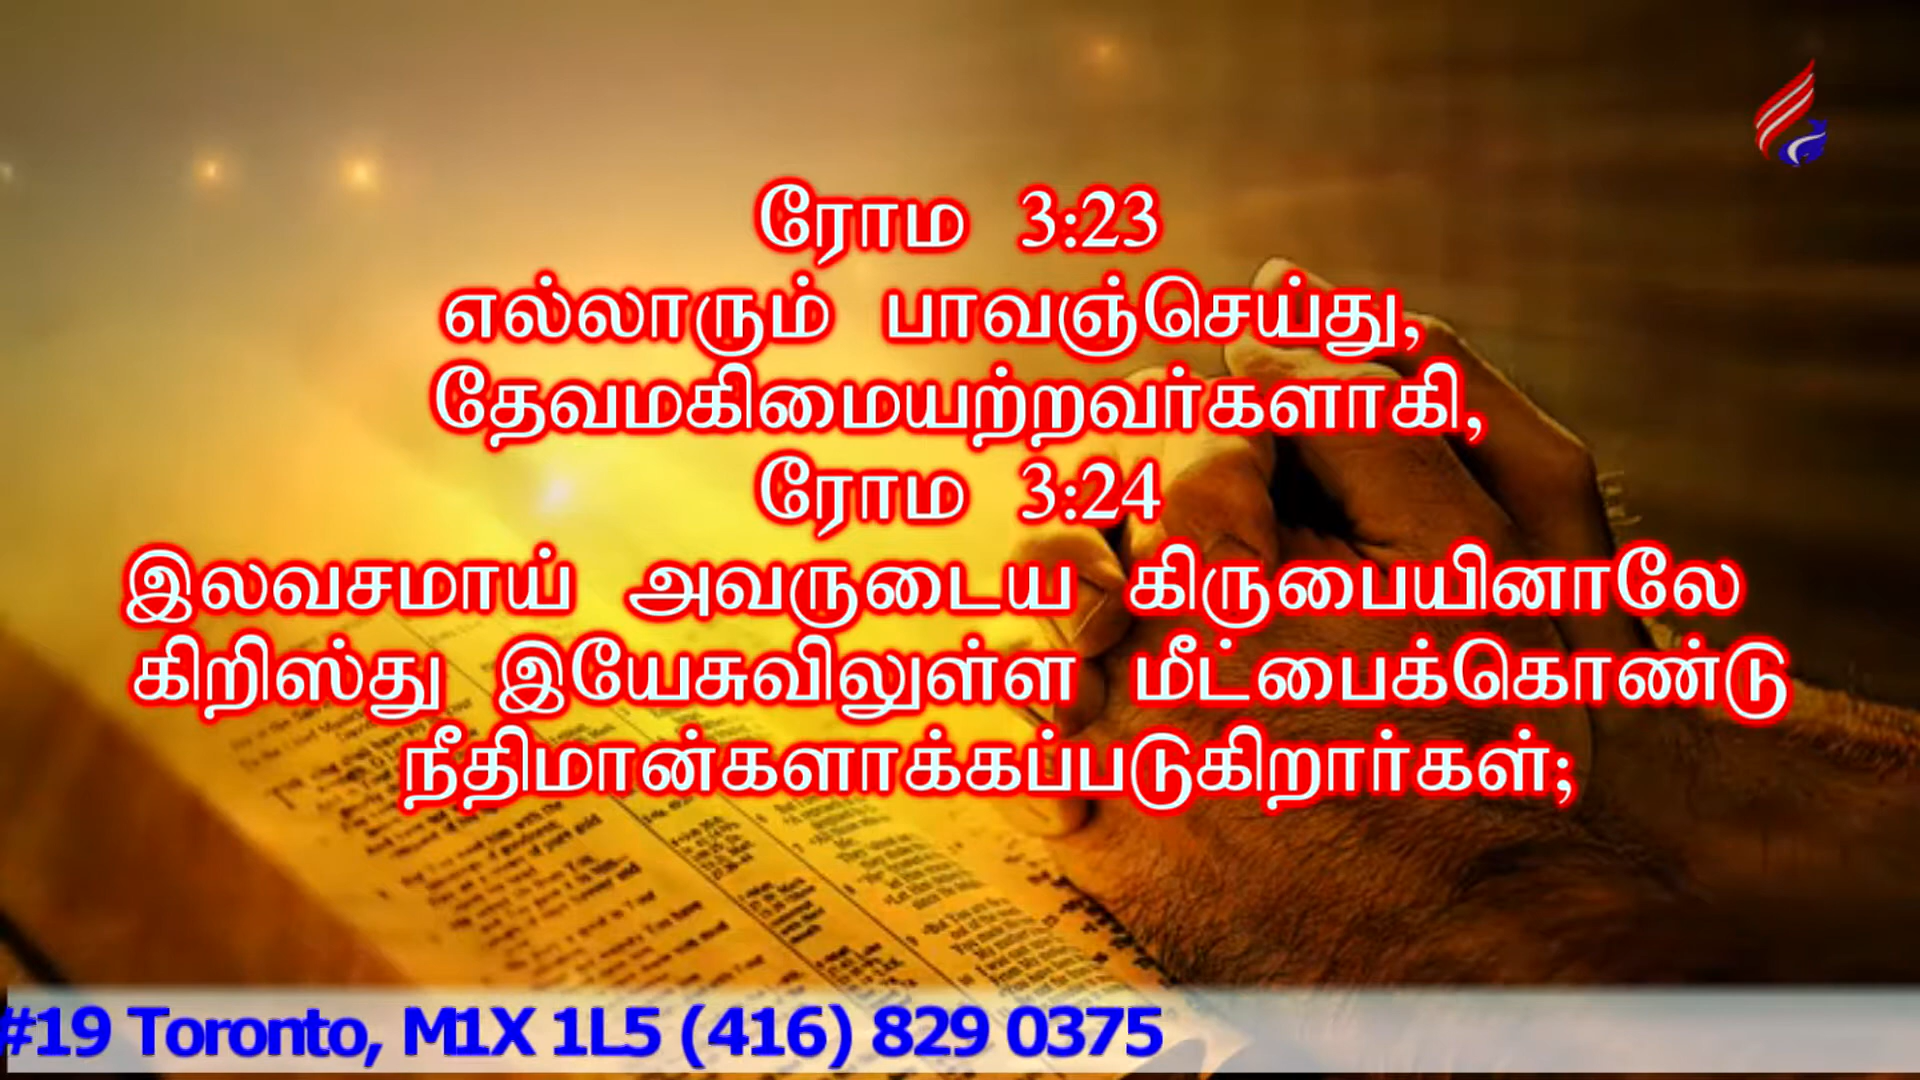 ரோம 3:23
எல்லாரும் பாவஞ்செய்து,
தேவமகிமையற்றவர்களாகி,
ரோம 3:24
இலவசமாய் அவருடைய கிருபையினாலே
கிறிஸ்து இயேசுவிலுள்ள மீட்பைக்கொண்டு
நீதிமான்களாக்கப்படுகிறார்கள்;
#19 Toronto, M1X 1L5 (416) 829 0375